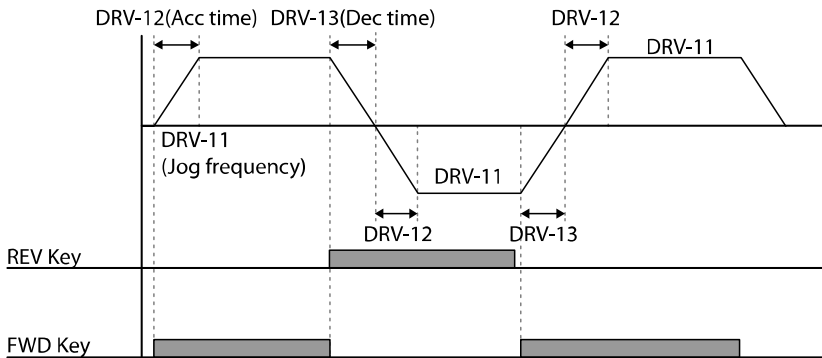 DRV-12(Acc time)
DRV-13(Dec time)
DRV-12
DRV-11
DRV-11
(Jog frequency)
DRV-11
DRV-12
DRV-13
REV Key
FWD Key